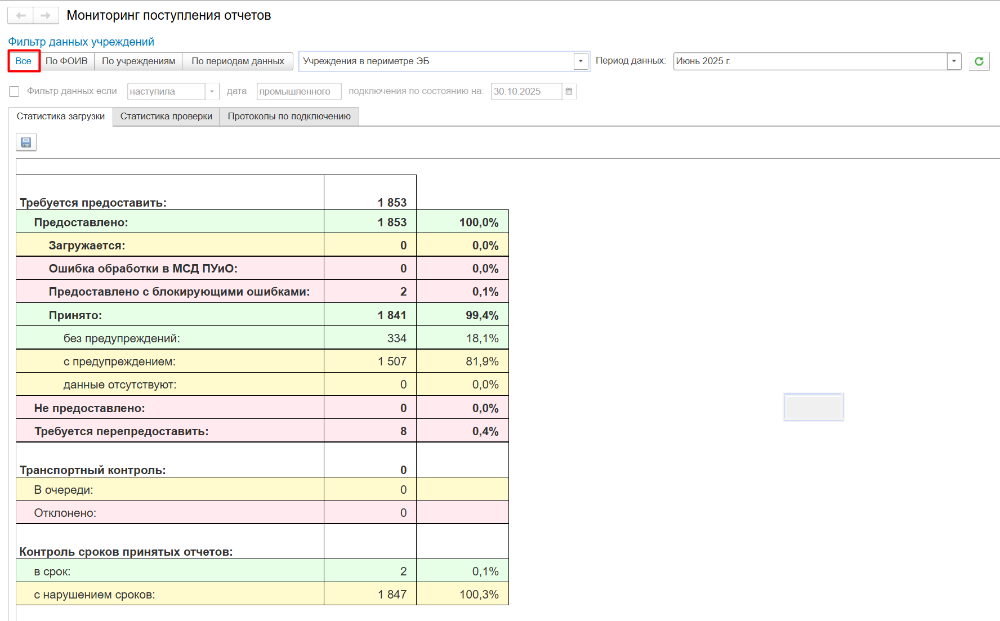 Мониторинг поступления отчетов
Фильтр данных учреждений
Все По ФОИВ По учреждениям По периодам данных Учреждения в периметре ЭБ Период данных: Июнь 2025 г.
Фильтр данных если наступила дата промышленного подключения по состоянию на: 30.10.2025
Статистика загрузки Статистика проверки Протоколы по подключению
Требуется предоставить: 1 853
Предоставлено: 1 853 100,0%
Загружается: 0 0,0%
Ошибка обработки в МСД ПУиО: 0 0,0%
Предоставлено с блокирующими ошибками: 2 0,1%
Принято: 1 841 99,4%
без предупреждений: 334 18,1%
с предупреждением: 1 507 81,9%
данные отсутствуют: 0 0,0%
Не предоставлено: 0 0,0%
Требуется перепредоставить: 8 0,4%
Транспортный контроль: 0
В очереди: 0
Отклонено: 0
Контроль сроков принятых отчетов:
в срок: 2 0,1%
с нарушением сроков: 1 847 100,3%